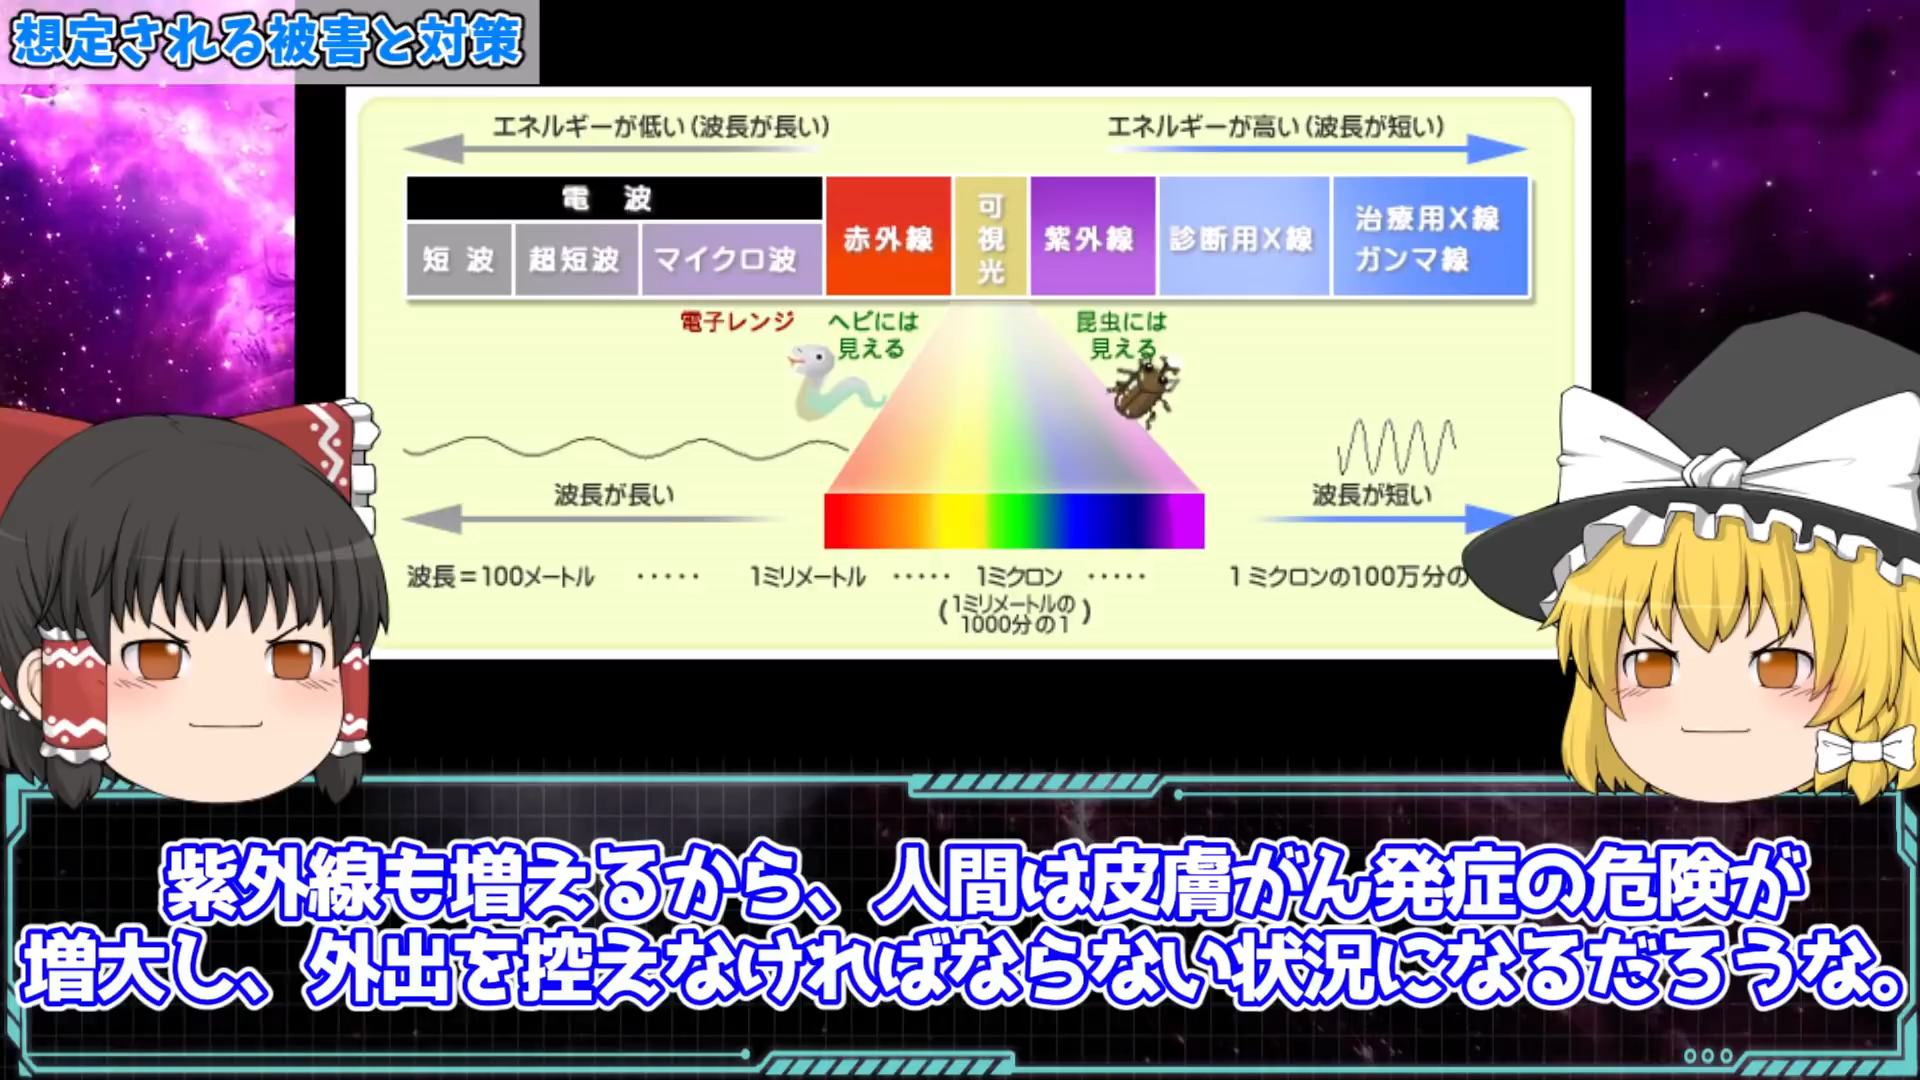 想定される被害と対策
エネルギーが低い(波長が長い)
エネルギーが高い(波長が短い)
電 波
短 波
超短波
マイクロ波
赤外線
可視光
紫外線
診断用X線
治療用X線
ガンマ線
電子レンジ
ヘビには
見える
昆虫には
見える
波長が長い
波長が短い
波長=100メートル ‥‥‥ 1ミリメートル ‥‥‥ 1ミクロン ‥‥‥ 1ミクロンの100万分の
(1ミリメートルの
1000分の1)
紫外線も増えるから、人間は皮膚がん発症の危険が
増大し、外出を控えなければならない状況になるだろうな。